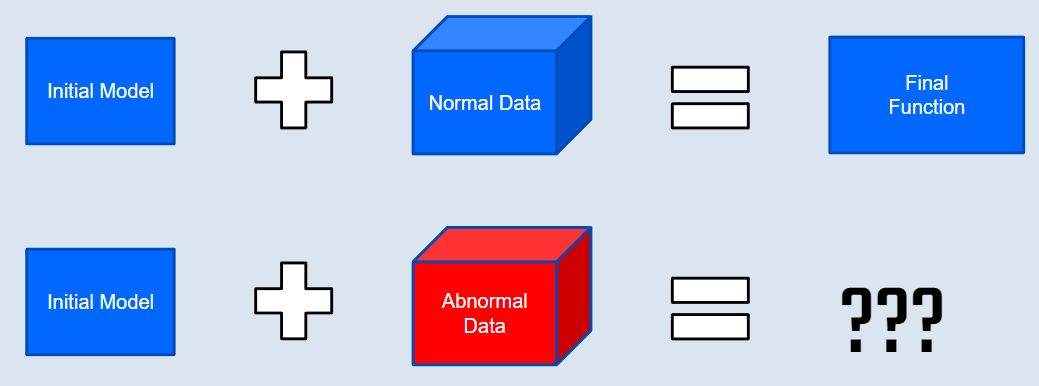 Initial Model
Normal Data
Final
Function
Initial Model
Abnormal
Data
???